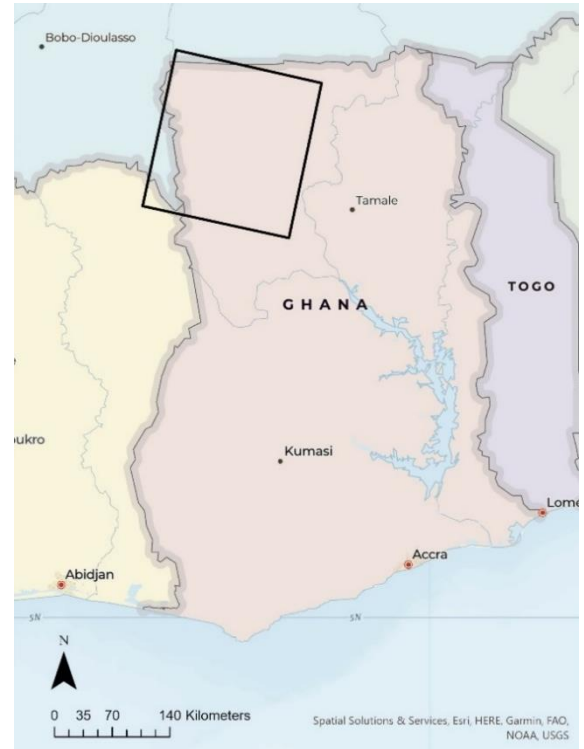 Bobo-Dioulasso
Tamale
TOGO
GHANA
Kumasi
oukro
Lome
Accra
Abidjan
5N
5N
N
0 35 70 140 Kilometers
Spatial Solutions & Services, Esri, HERE, Garmin, FAO,
NOAA, USGS